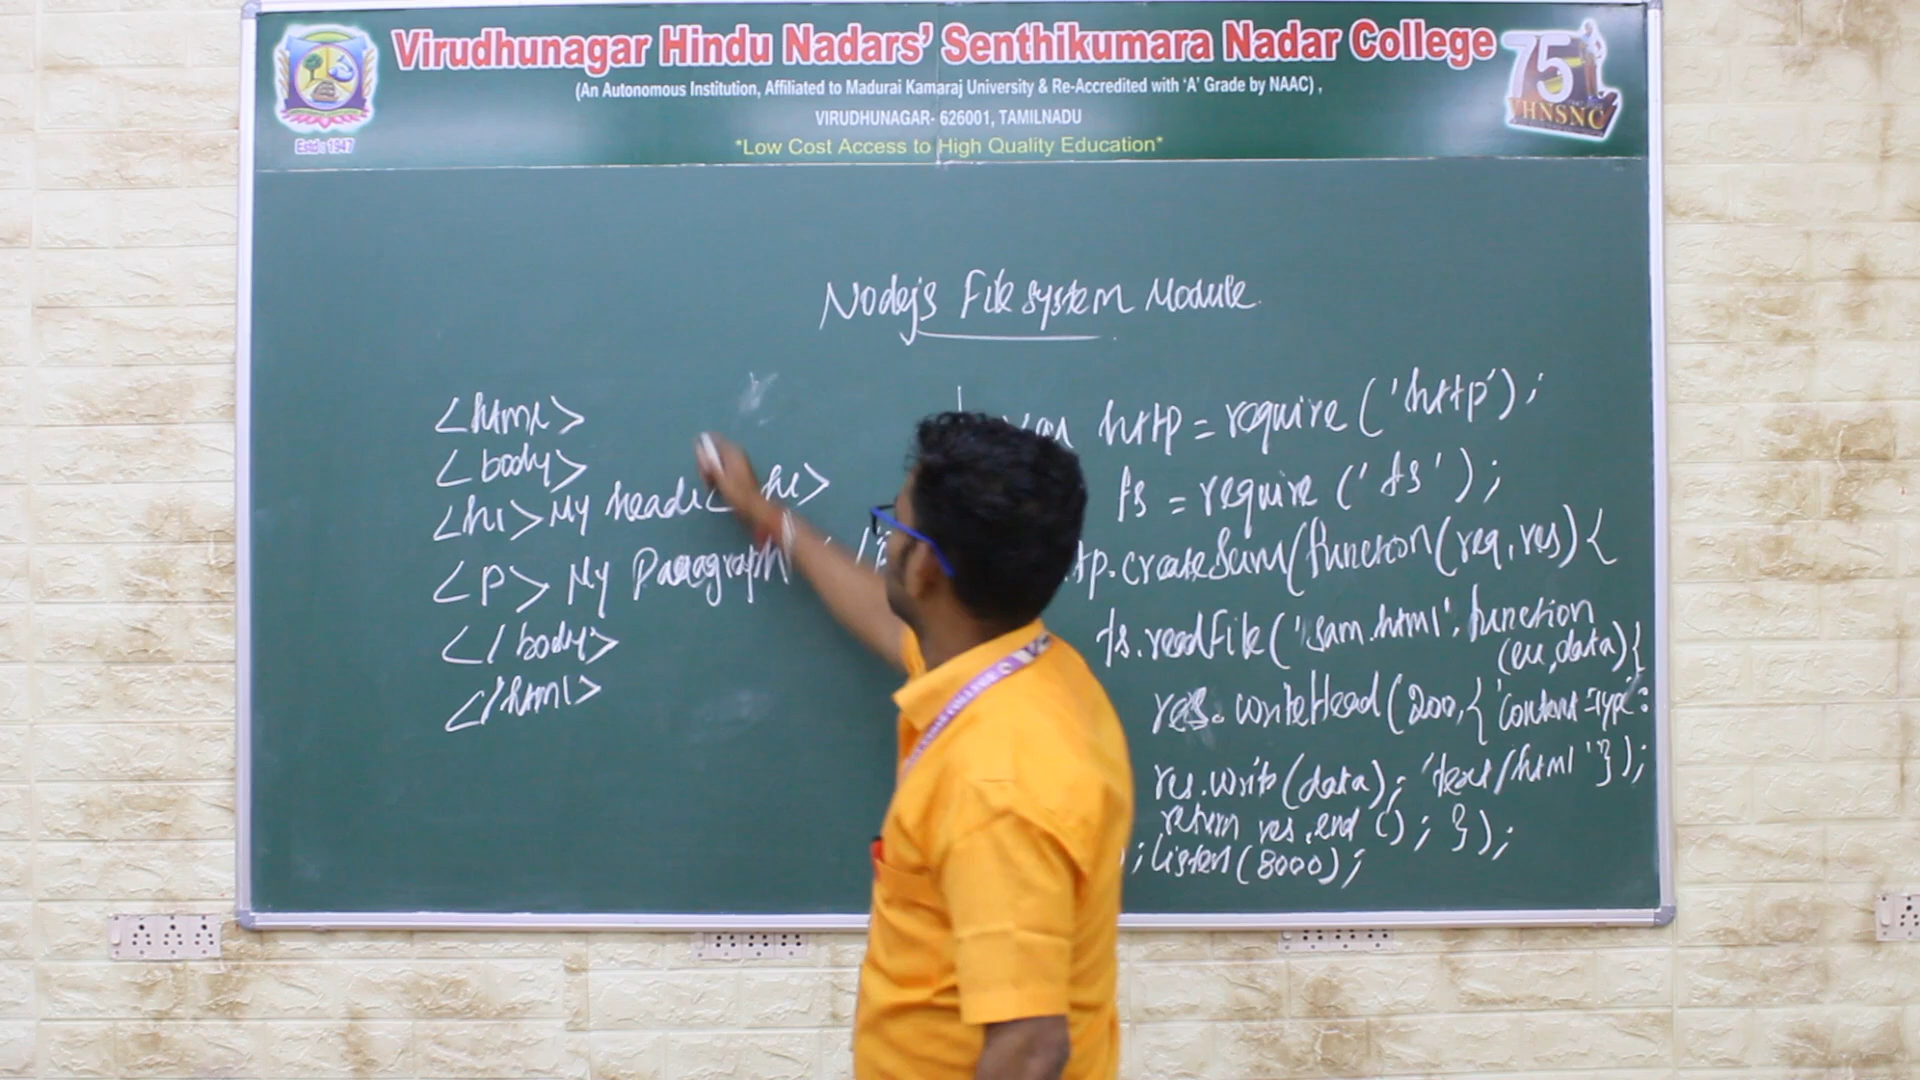 Virudhunagar Hindu Nadars' Senthikumara Nadar College
(An Autonomous Institution, Affiliated to Madurai Kamaraj University & Re-Accredited with 'A' Grade by NAAC) ,
VIRUDHUNAGAR- 626001, TAMILNADU
"Low Cost Access to High Quality Education"
Estd : 1947
75
VHNSNC
Nodejs File system Module
<html>
<body>
<h1> My headi h1>
<p> My Paragraph
</body>
</html>
var http = require ('http');
fs = require ('fs');
tp.createServer(function(req, res) {
fs.readFile('sam.html', function
(err, data) {
res.writeHead(200, { 'Content-Type':
res.write(data); 'text/html' });
return res.end (); });
; listen(8000);